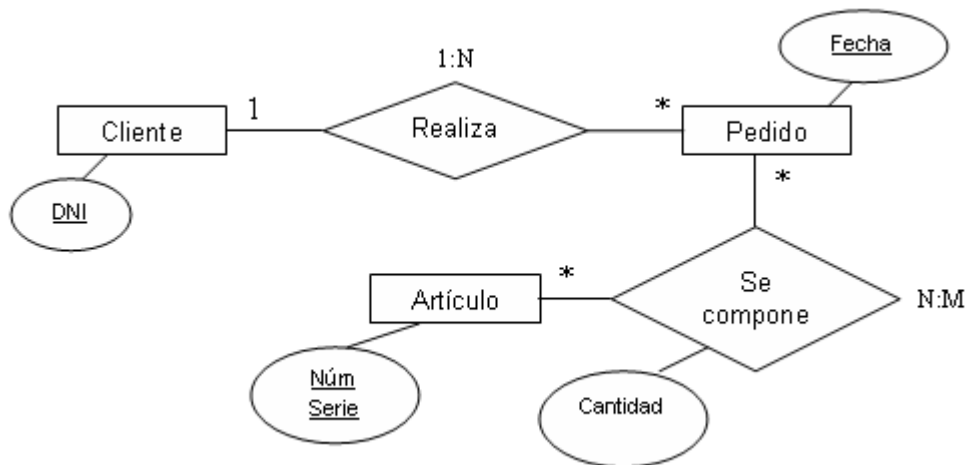 Fecha
1:N
Cliente
1
Realiza
*
Pedido
DNI
*
Artículo
*
Se
compone
N:M
Núm
Serie
Cantidad